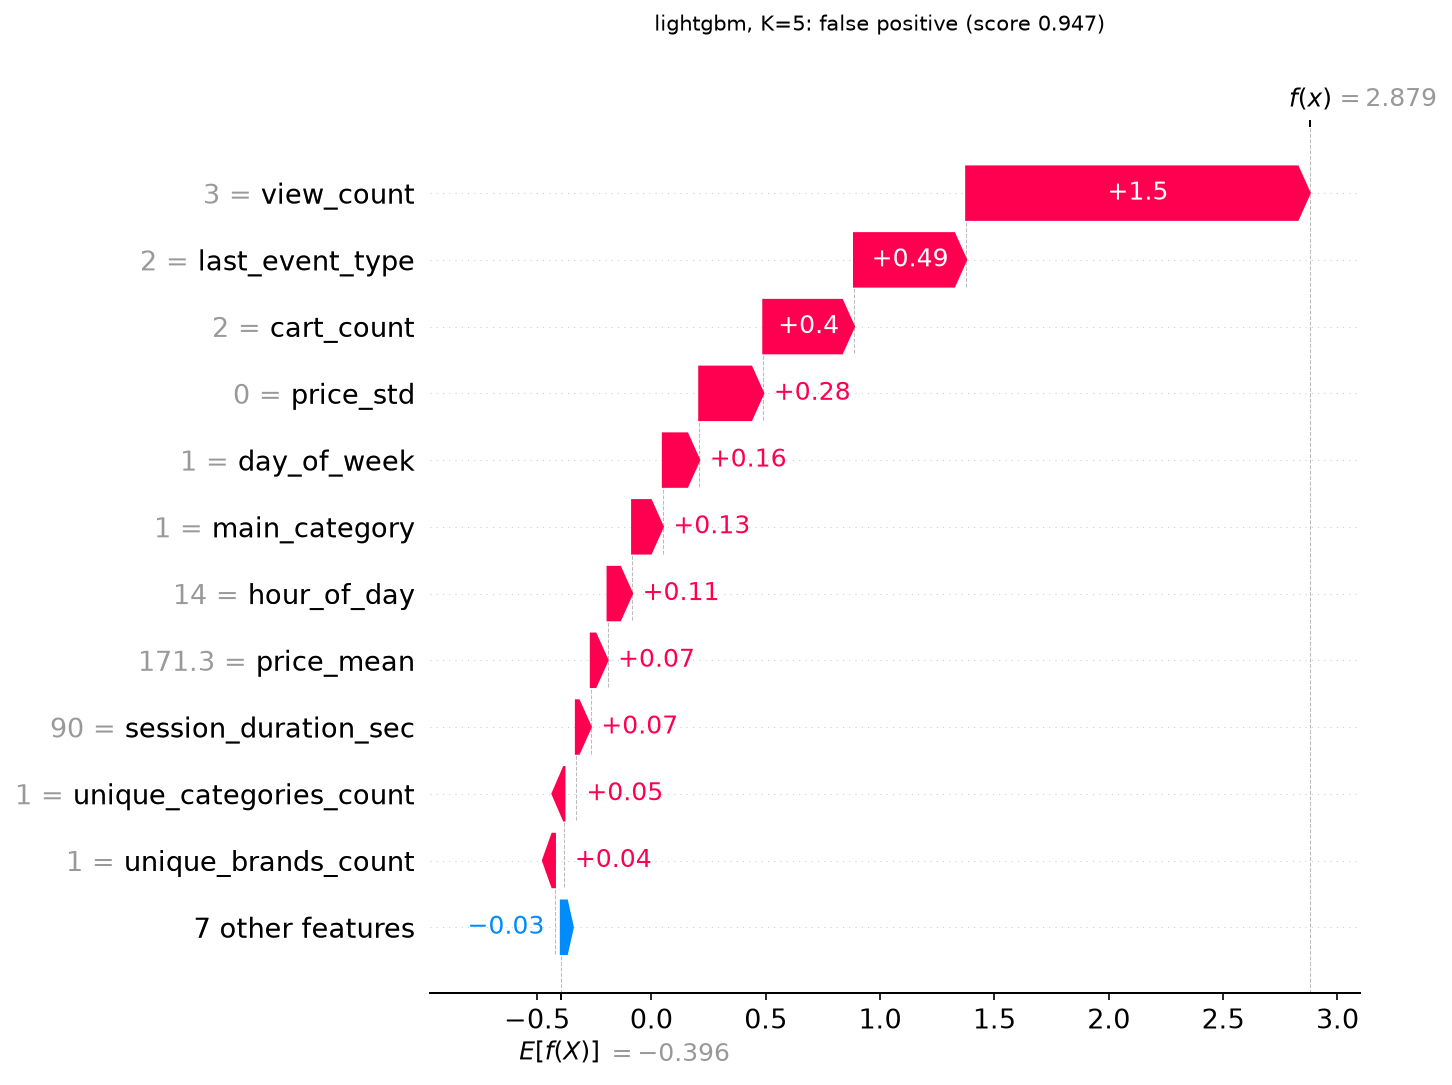 lightgbm, K=5: false positive (score 0.947)
f(x) = 2.879
3 = view_count +1.5
2 = last_event_type +0.49
2 = cart_count +0.4
0 = price_std +0.28
1 = day_of_week +0.16
1 = main_category +0.13
14 = hour_of_day +0.11
171.3 = price_mean +0.07
90 = session_duration_sec +0.07
1 = unique_categories_count +0.05
1 = unique_brands_count +0.04
7 other features −0.03
−0.5 0.0 0.5 1.0 1.5 2.0 2.5 3.0
E[f(X)] = −0.396